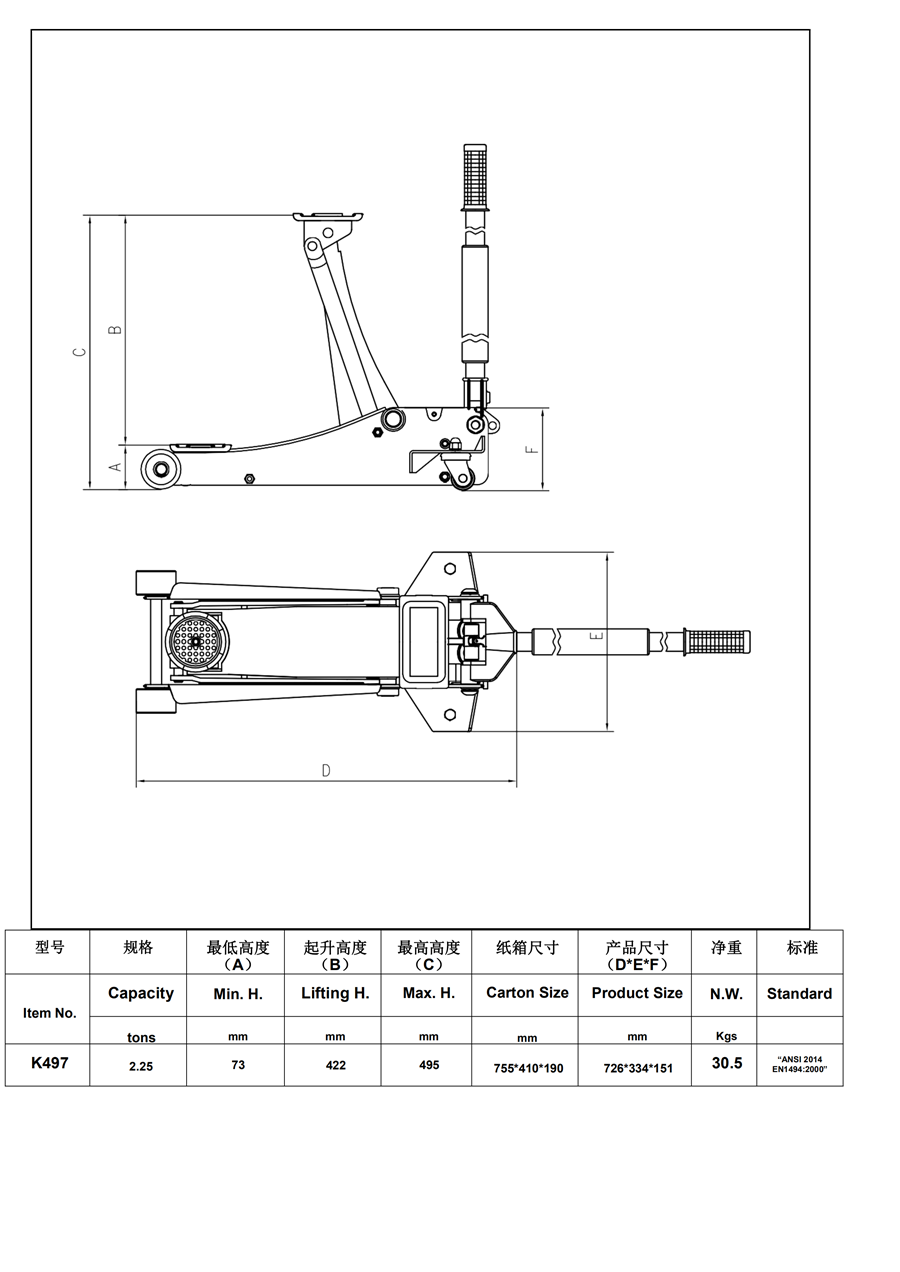 C
B
A
F
E
D
型号 规格 最低高度 起升高度 最高高度 纸箱尺寸 产品尺寸 净重 标准
（A） （B） （C） （D*E*F）
Item No. Capacity Min. H. Lifting H. Max. H. Carton Size Product Size N.W. Standard
tons mm mm mm mm mm Kgs
K497 2.25 73 422 495 755*410*190 726*334*151 30.5 “ANSI 2014
EN1494:2000”